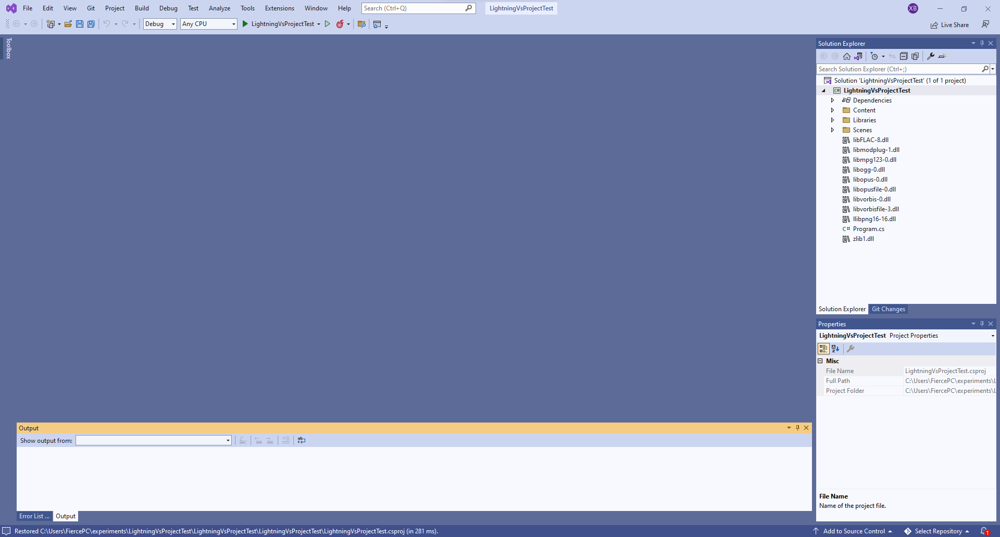 File Edit View Git Project Build Debug Test Analyze Tools Extensions Window Help Search (Ctrl+Q) LightningVsProjectTest XB
Debug Any CPU LightningVsProjectTest Live Share
Toolbox
Solution Explorer
Search Solution Explorer (Ctrl+;)
Solution 'LightningVsProjectTest' (1 of 1 project)
C# LightningVsProjectTest
Dependencies
Content
Libraries
Scenes
libFLAC-8.dll
libmodplug-1.dll
libmpg123-0.dll
libogg-0.dll
libopus-0.dll
libopusfile-0.dll
libvorbis-0.dll
libvorbisfile-3.dll
llibpng16-16.dll
C# Program.cs
zlib1.dll
Solution Explorer Git Changes
Properties
LightningVsProjectTest Project Properties
Misc
File Name LightningVsProjectTest.csproj
Full Path C:\Users\FiercePC\experiments\L
Project Folder C:\Users\FiercePC\experiments\L
File Name
Name of the project file.
Output
Show output from:
Error List ... Output
Restored C:\Users\FiercePC\experiments\LightningVsProjectTest\LightningVsProjectTest\LightningVsProjectTest\LightningVsProjectTest.csproj (in 281 ms).
Add to Source Control Select Repository 1